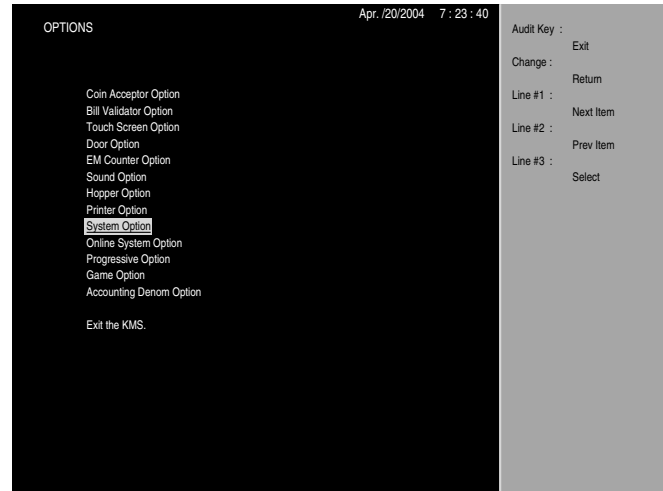 Apr. /20/2004 7 : 23 : 40
OPTIONS
Coin Acceptor Option
Bill Validator Option
Touch Screen Option
Door Option
EM Counter Option
Sound Option
Hopper Option
Printer Option
System Option
Online System Option
Progressive Option
Game Option
Accounting Denom Option
Exit the KMS.
Audit Key :
Exit
Change :
Return
Line #1 :
Next Item
Line #2 :
Prev Item
Line #3 :
Select